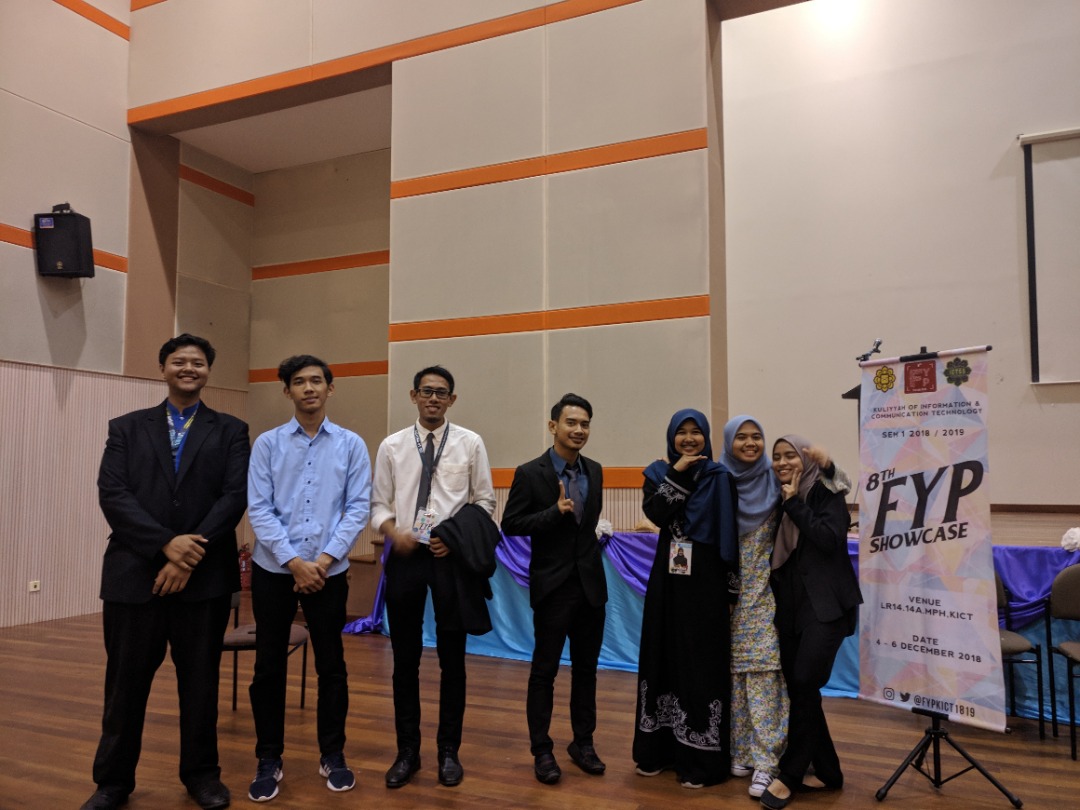 KULIYYAH OF INFORMATION &
COMMUNICATION TECHNOLOGY
SEM 1 2018 / 2019
8TH
FYP
SHOWCASE
VENUE
LR14.14A.MPH.KICT
DATE
4 - 6 DECEMBER 2018
@FYPKICT1819